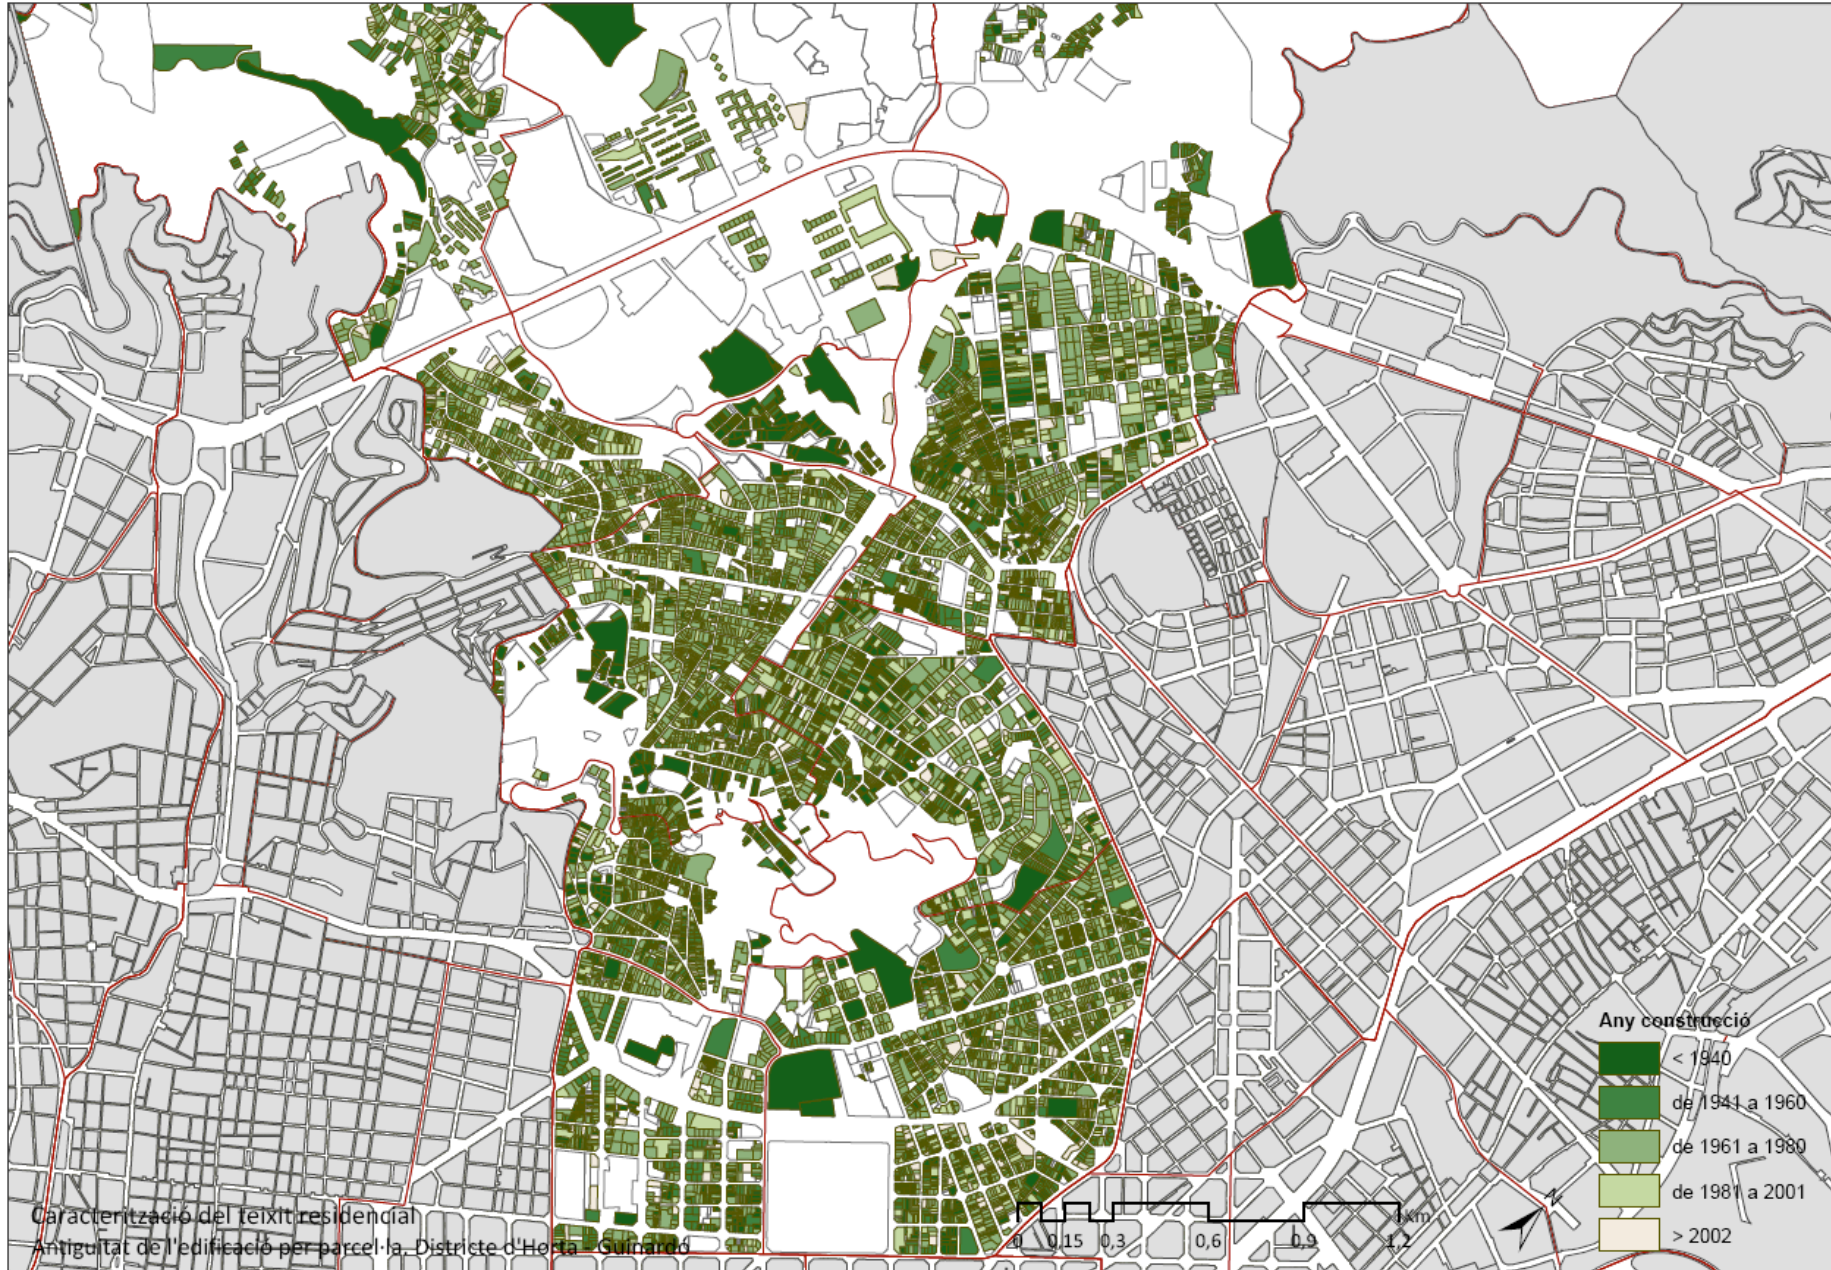 Any construcció
< 1940
de 1941 a 1960
de 1961 a 1980
de 1981 a 2001
> 2002
N
Km
0 0,15 0,3 0,6 0,9 1,2
Caracterització del teixit residencial
Antiguitat de l'edificació per parcel·la. Districte d'Horta - Guinardó